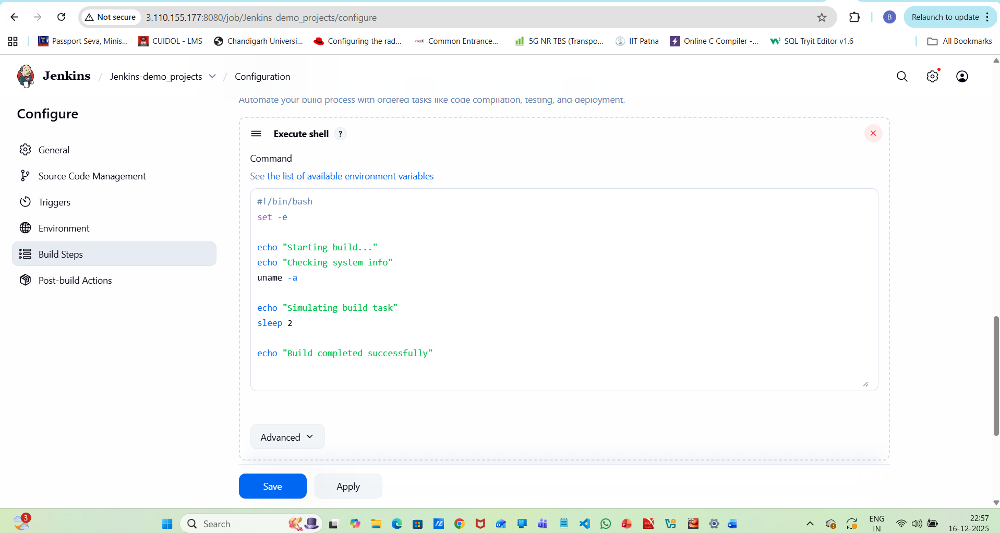 Not secure
3.110.155.177:8080/job/Jenkins-demo_projects/configure
B
Relaunch to update
Passport Seva, Minis...
CUIDOL - LMS
Chandigarh Universi...
Configuring the rad...
Common Entrance...
5G NR TBS (Transpo...
IIT Patna
Online C Compiler -...
SQL Tryit Editor v1.6
All Bookmarks
Jenkins / Jenkins-demo_projects / Configuration
Automate your build process with ordered tasks like code compilation, testing, and deployment.
Configure
General
Source Code Management
Triggers
Environment
Build Steps
Post-build Actions
Execute shell ?
Command
See the list of available environment variables
#!/bin/bash
set -e
echo "Starting build..."
echo "Checking system info"
uname -a
echo "Simulating build task"
sleep 2
echo "Build completed successfully"
Advanced
Save
Apply
3
Search
ENG
IN
22:57
16-12-2025